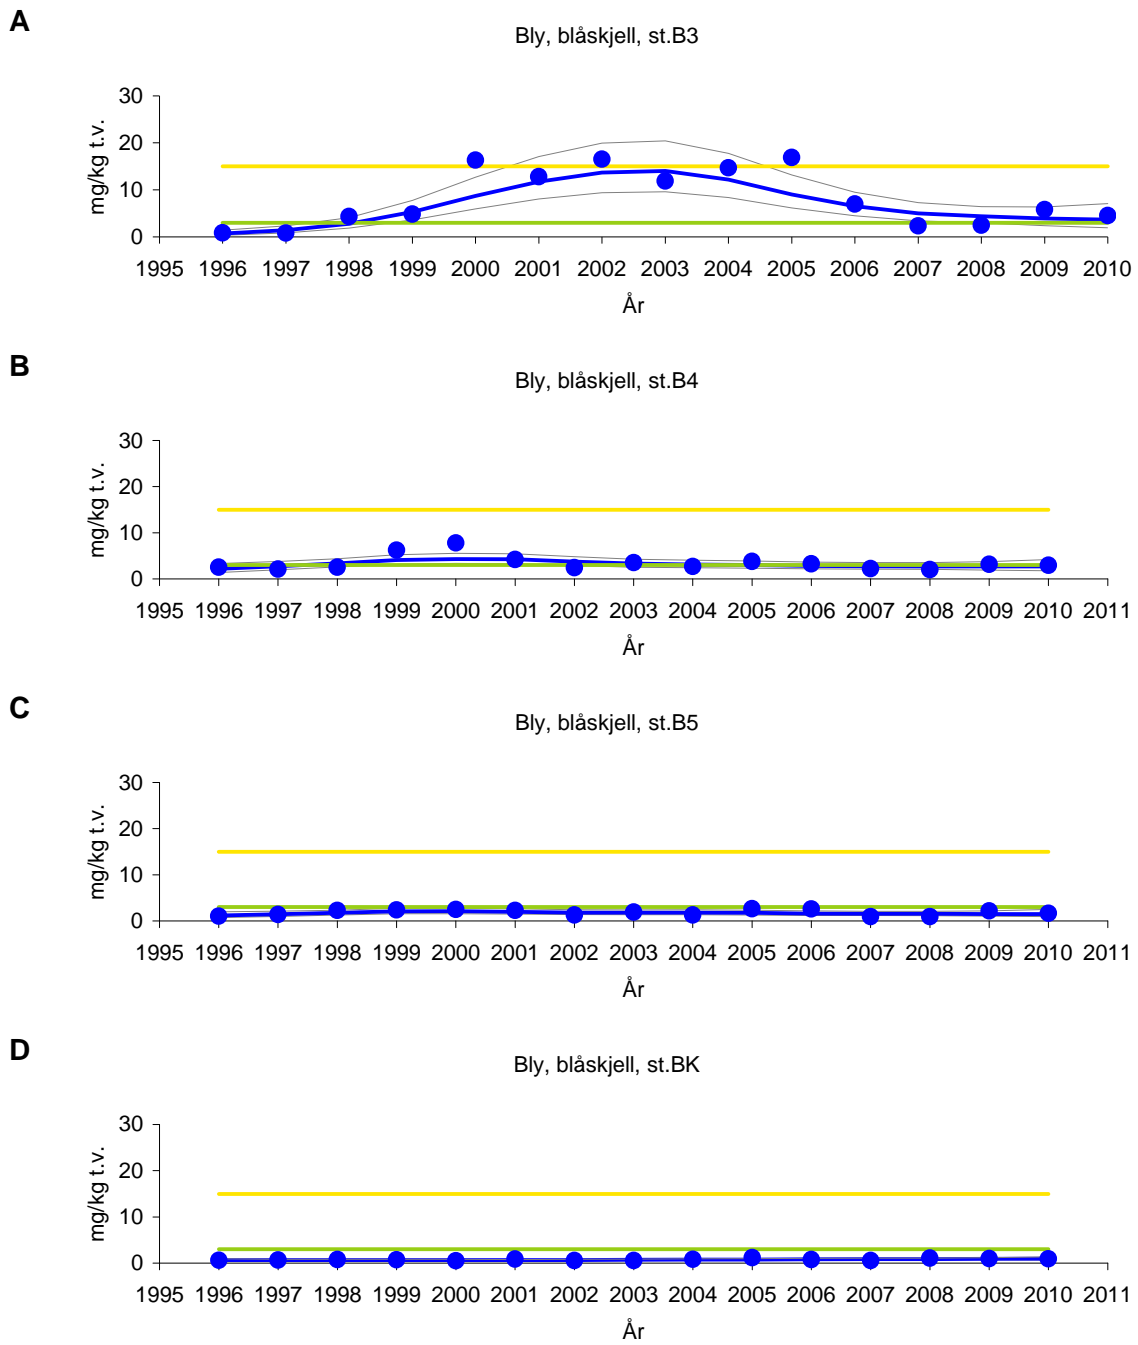 A
Bly, blåskjell, st.B3
mg/kg t.v.
30
20
10
0
1995 1996 1997 1998 1999 2000 2001 2002 2003 2004 2005 2006 2007 2008 2009 2010
År
B
Bly, blåskjell, st.B4
mg/kg t.v.
30
20
10
0
1995 1996 1997 1998 1999 2000 2001 2002 2003 2004 2005 2006 2007 2008 2009 2010 2011
År
C
Bly, blåskjell, st.B5
mg/kg t.v.
30
20
10
0
1995 1996 1997 1998 1999 2000 2001 2002 2003 2004 2005 2006 2007 2008 2009 2010 2011
År
D
Bly, blåskjell, st.BK
mg/kg t.v.
30
20
10
0
1995 1996 1997 1998 1999 2000 2001 2002 2003 2004 2005 2006 2007 2008 2009 2010 2011
År